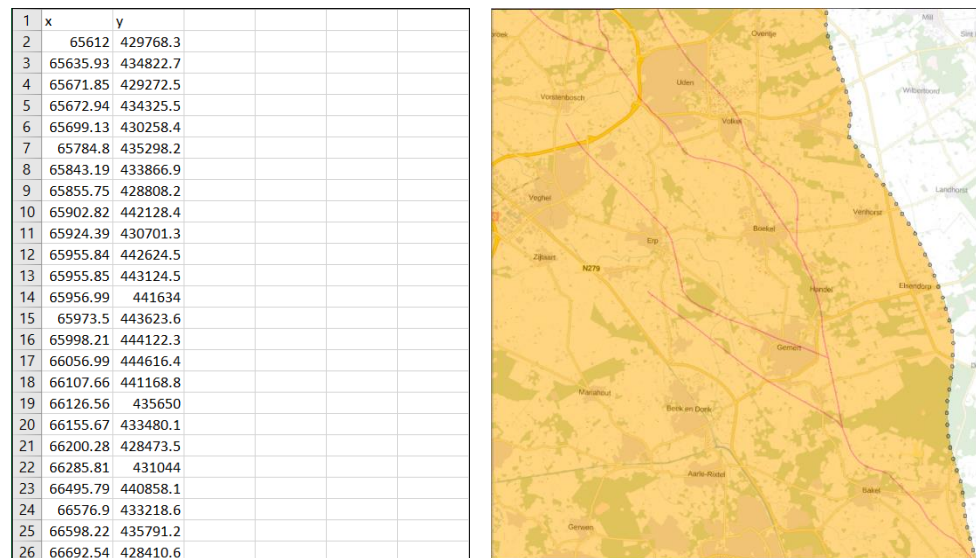 1 x y
2 65612 429768.3
3 65635.93 434822.7
4 65671.85 429272.5
5 65672.94 434325.5
6 65699.13 430258.4
7 65784.8 435298.2
8 65843.19 433866.9
9 65855.75 428808.2
10 65902.82 442128.4
11 65924.39 430701.3
12 65955.84 442624.5
13 65955.85 443124.5
14 65956.99 441634
15 65973.5 443623.6
16 65998.21 444122.3
17 66056.99 444616.4
18 66107.66 441168.8
19 66126.56 435650
20 66155.67 433480.1
21 66200.28 428473.5
22 66285.81 431044
23 66495.79 440858.1
24 66576.9 433218.6
25 66598.22 435791.2
26 66692.54 428410.6
Mill
Oventje
Sint
Uden
Wilbertoord
Vorstenbosch
Volkel
Landhorst
Veghel
Venhorst
Boekel
Erp
Zijtaart
N279
Elsendorp
Handel
Gemert
Mariahout
Beek en Donk
Aarle-Rixtel
Bakel
Gerwen